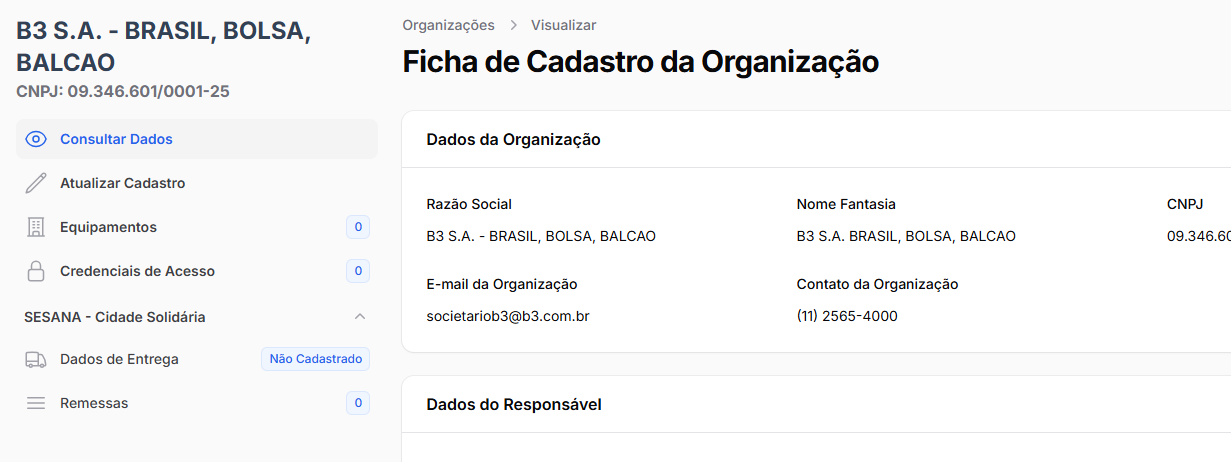 B3 S.A. - BRASIL, BOLSA,
BALCAO
CNPJ: 09.346.601/0001-25
Consultar Dados
Atualizar Cadastro
Equipamentos 0
Credenciais de Acesso 0
SESANA - Cidade Solidária
Dados de Entrega Não Cadastrado
Remessas 0
Organizações > Visualizar
Ficha de Cadastro da Organização
Dados da Organização
Razão Social Nome Fantasia CNPJ
B3 S.A. - BRASIL, BOLSA, BALCAO B3 S.A. BRASIL, BOLSA, BALCAO 09.346.60
E-mail da Organização Contato da Organização
societariob3@b3.com.br (11) 2565-4000
Dados do Responsável